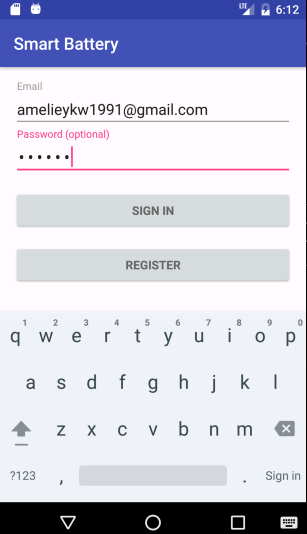 LTE 6:12
Smart Battery
Email
amelieykw1991@gmail.com
Password (optional)
••••••
SIGN IN
REGISTER
1 2 3 4 5 6 7 8 9 0
q w e r t y u i o p
a s d f g h j k l
z x c v b n m
?123 , . Sign in